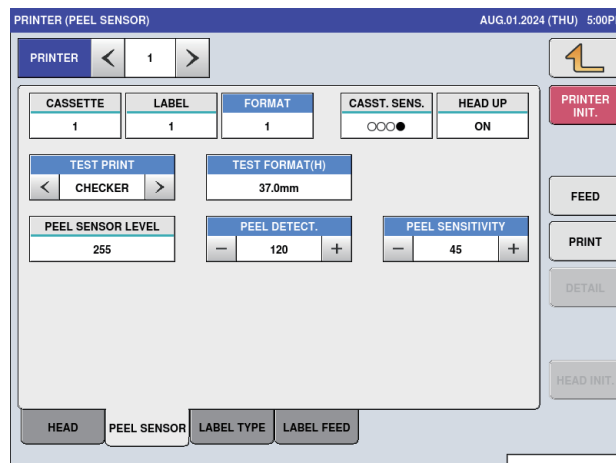 PRINTER (PEEL SENSOR) AUG.01.2024 (THU) 5:00P
PRINTER < 1 >
PRINTER INIT.
CASSETTE LABEL FORMAT CASST. SENS. HEAD UP
1 1 1 ○○○● ON
TEST PRINT TEST FORMAT(H)
< CHECKER > 37.0mm
FEED
PEEL SENSOR LEVEL PEEL DETECT. PEEL SENSITIVITY
255 − 120 + − 45 +
PRINT
DETAIL
HEAD INIT.
HEAD PEEL SENSOR LABEL TYPE LABEL FEED